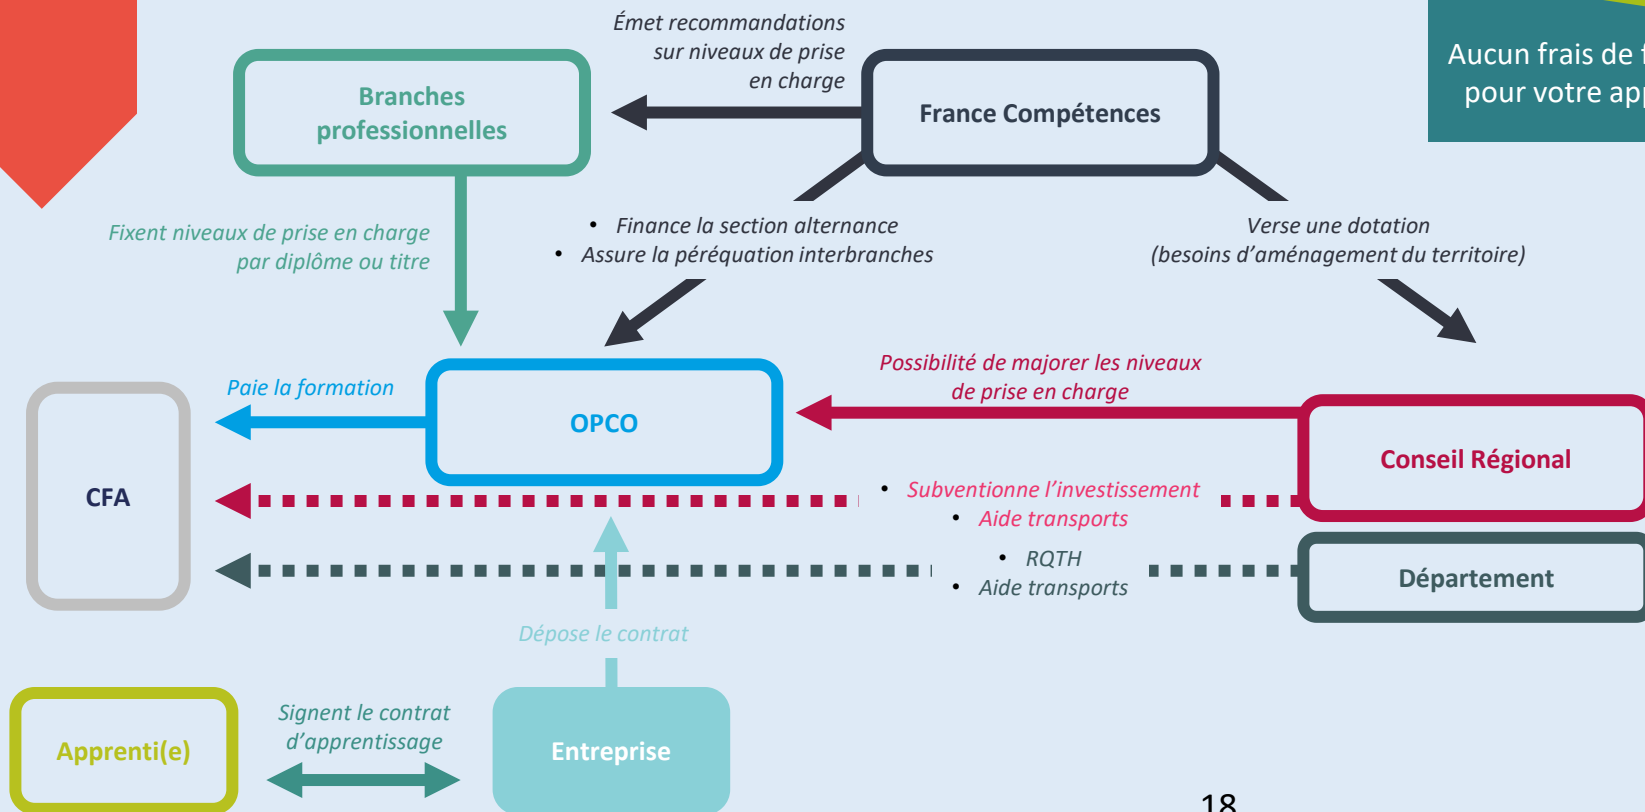 Émet recommandations
sur niveaux de prise
en charge
Aucun frais de
pour votre
Branches
professionnelles
France Compétences
Fixent niveaux de prise en charge
par diplôme ou titre
• Finance la section alternance
• Assure la péréquation interbranches
Verse une dotation
(besoins d’aménagement du territoire)
Paie la formation
OPCO
Possibilité de majorer les niveaux
de prise en charge
Conseil Régional
CFA
• Subventionne l’investissement
• Aide transports
• RQTH
• Aide transports
Département
Dépose le contrat
Apprenti(e)
Signent le contrat
d’apprentissage
Entreprise
18